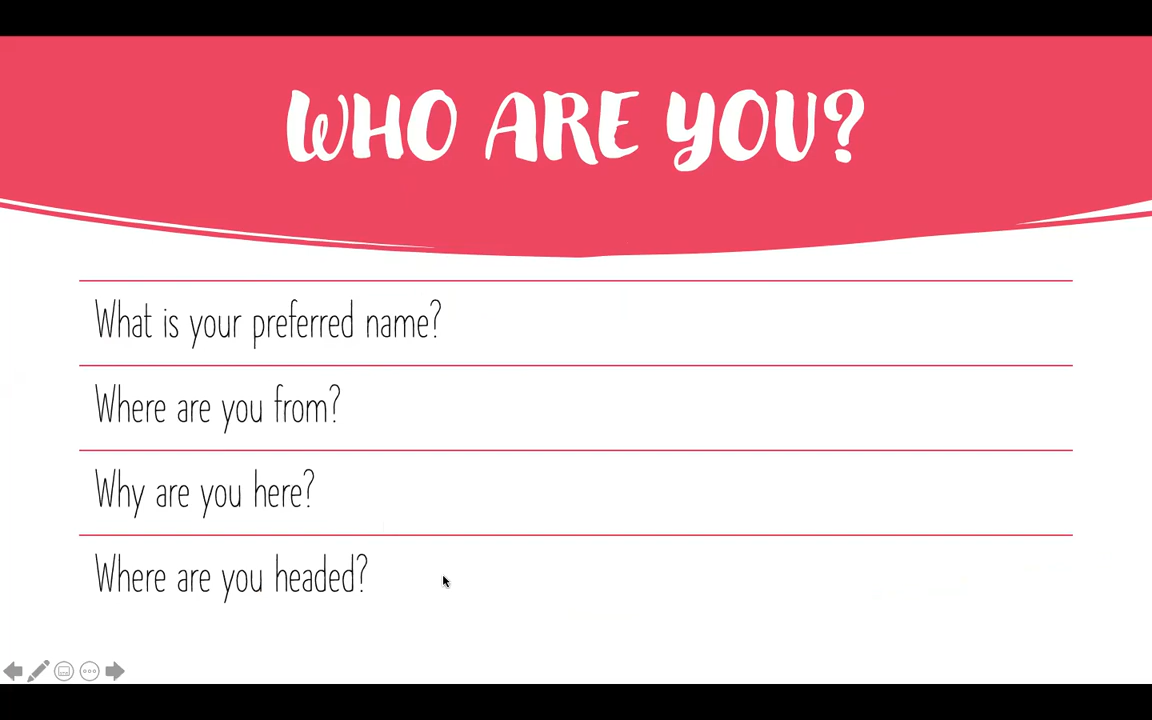 WHO ARE YOU?
What is your preferred name?
Where are you from?
Why are you here?
Where are you headed?